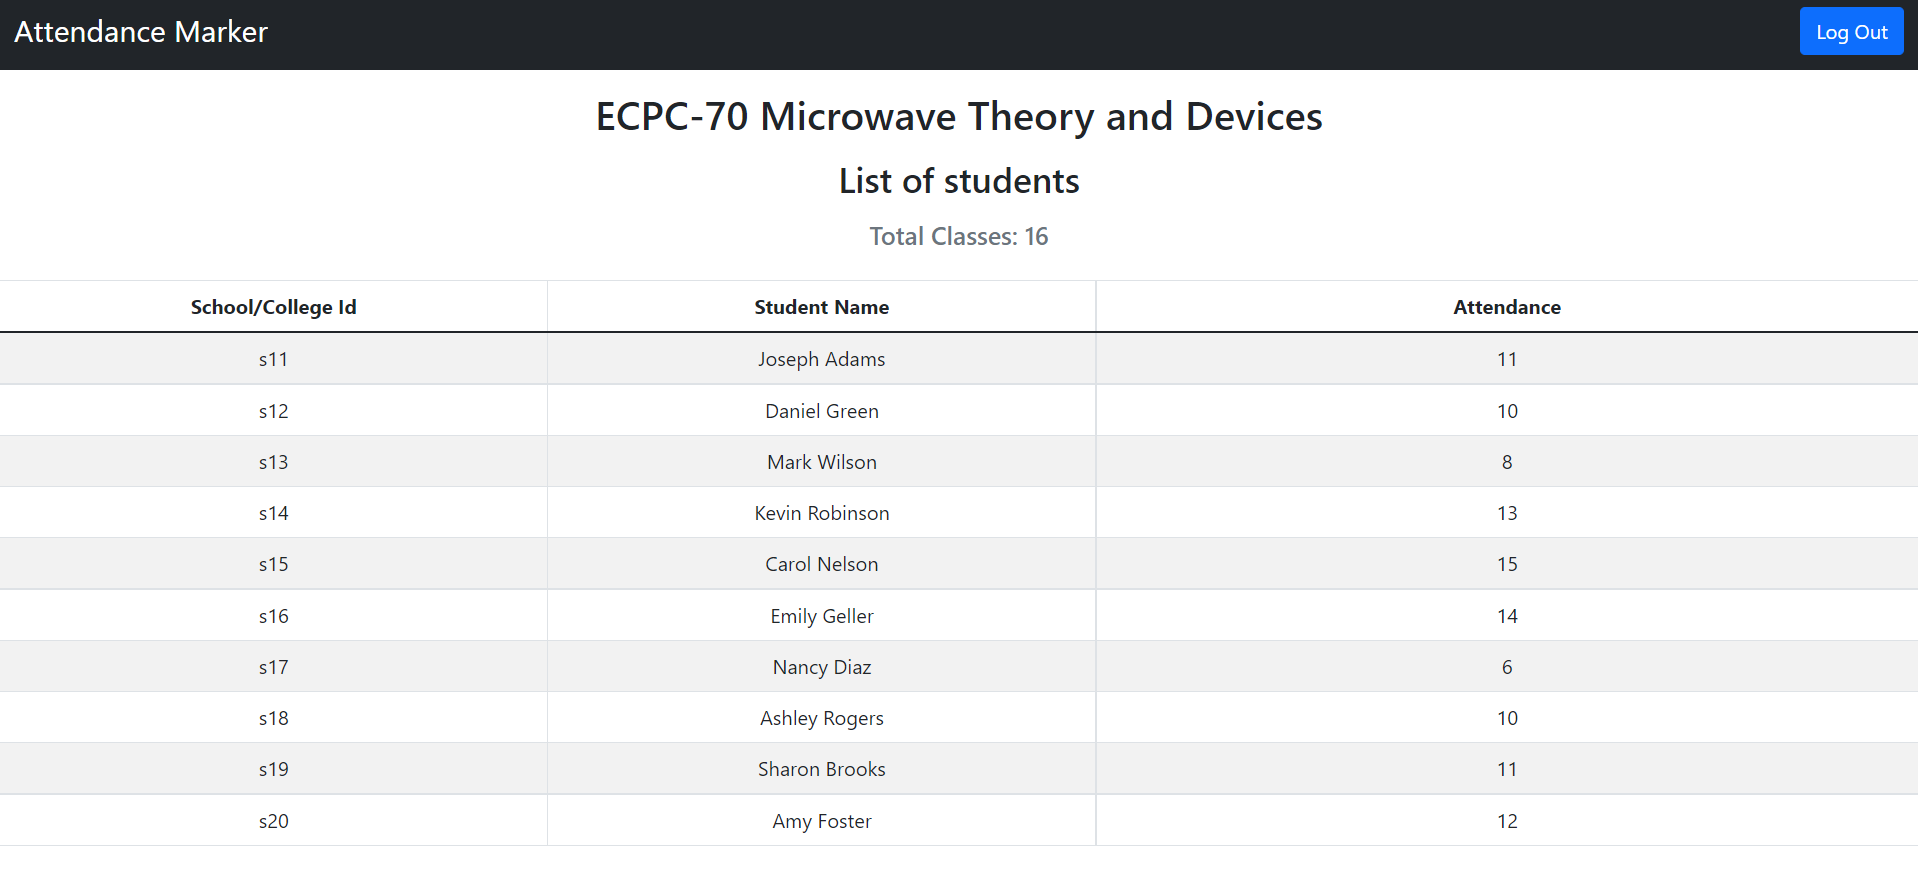 Attendance Marker Log Out
ECPC-70 Microwave Theory and Devices
List of students
Total Classes: 16
School/College Id Student Name Attendance
s11 Joseph Adams 11
s12 Daniel Green 10
s13 Mark Wilson 8
s14 Kevin Robinson 13
s15 Carol Nelson 15
s16 Emily Geller 14
s17 Nancy Diaz 6
s18 Ashley Rogers 10
s19 Sharon Brooks 11
s20 Amy Foster 12